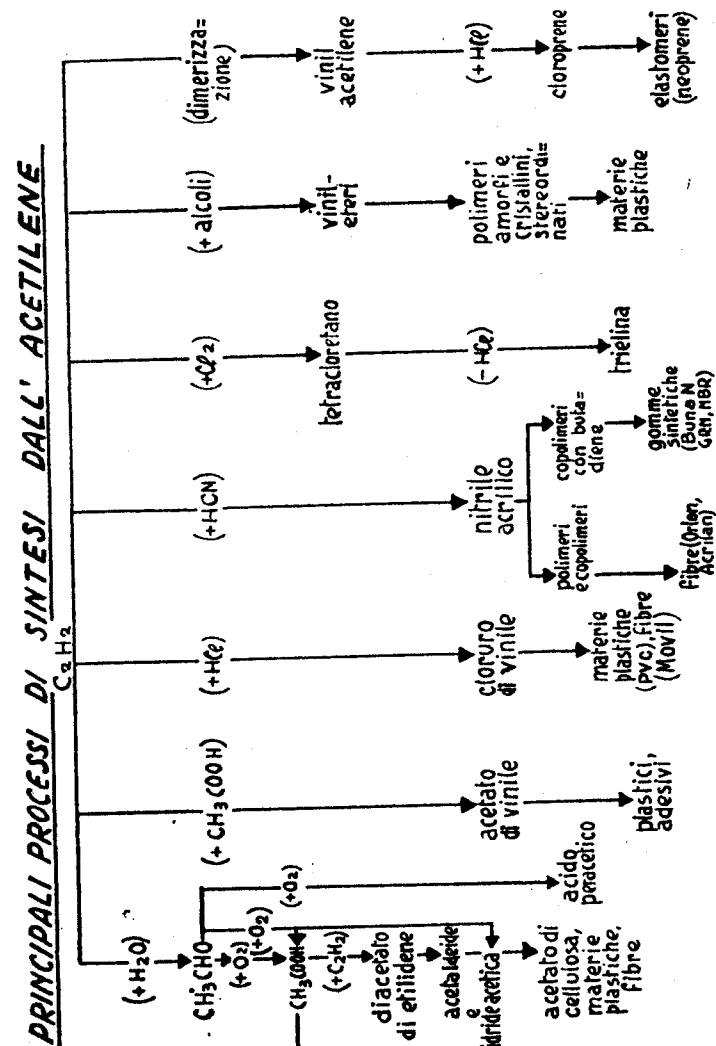 PRINCIPALI PROCESSI DI SINTESI DALL' ACETILENE
C2H2
(+H2O)
CH3CHO
(+O2)
(+O2)
(+O2)
CH3COOH
(+C2H2)
diacetato
di etilidene
acetaldeide
e
idride acetica
acetato di
cellulosa,
materie
plastiche,
fibre
acido
peracetico
(+ CH3COOH)
acetato
di vinile
plastici,
adesivi
(+HCl)
cloruro
di vinile
materie
plastiche
(PVC), fibre
(Movil)
(+HCN)
nitrile
acrilico
polimeri
e copolimeri
fibre (Orlon,
Acrilan)
copolimeri
con buta=
diene
gomme
sintetiche
(Buna N
GRN, NBR)
(+Cl2)
tetracloretano
(-HCl)
trielina
(+ alcoli)
vinil-
eteri
polimeri
amorfi e
cristallini,
stereordi=
nati
materie
plastiche
(dimerizza=
zione)
vinil
acetilene
(+HCl)
cloroprene
elastomeri
(neoprene)